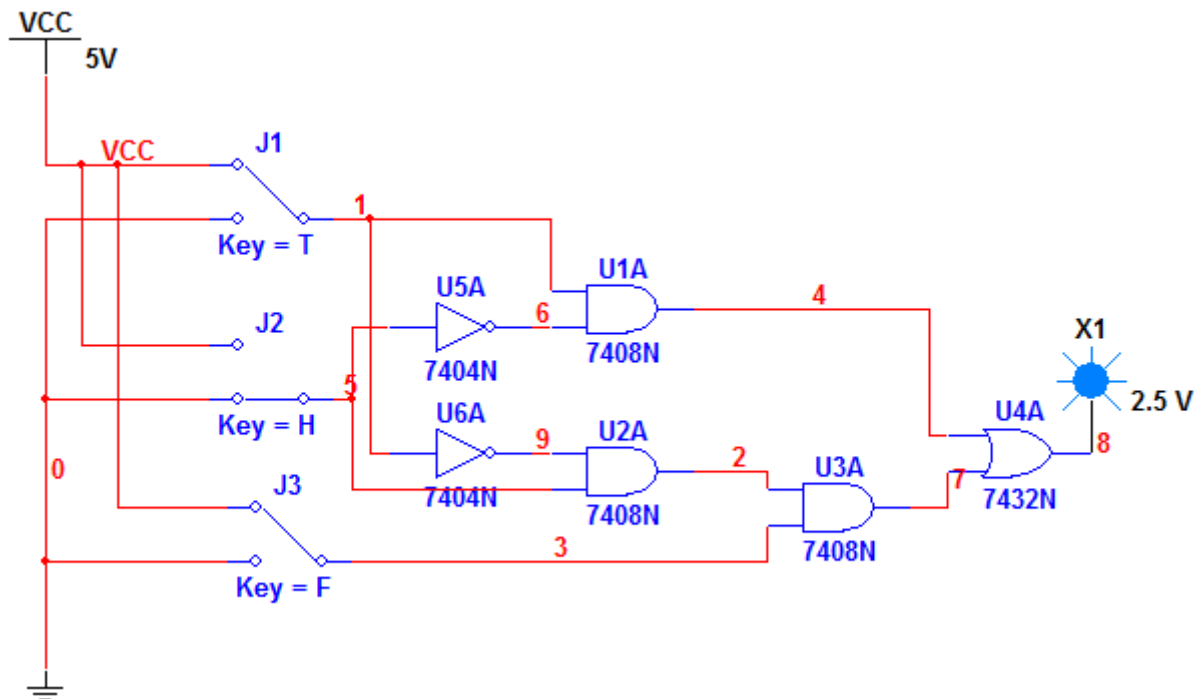 VCC
5V
VCC
J1
1
Key = T
U1A
U5A
6
4
J2
7408N
7404N
X1
5
2.5 V
Key = H
U6A
U2A
U4A
9
8
0
2
U3A
J3
7404N
7408N
7
7432N
3
7408N
Key = F